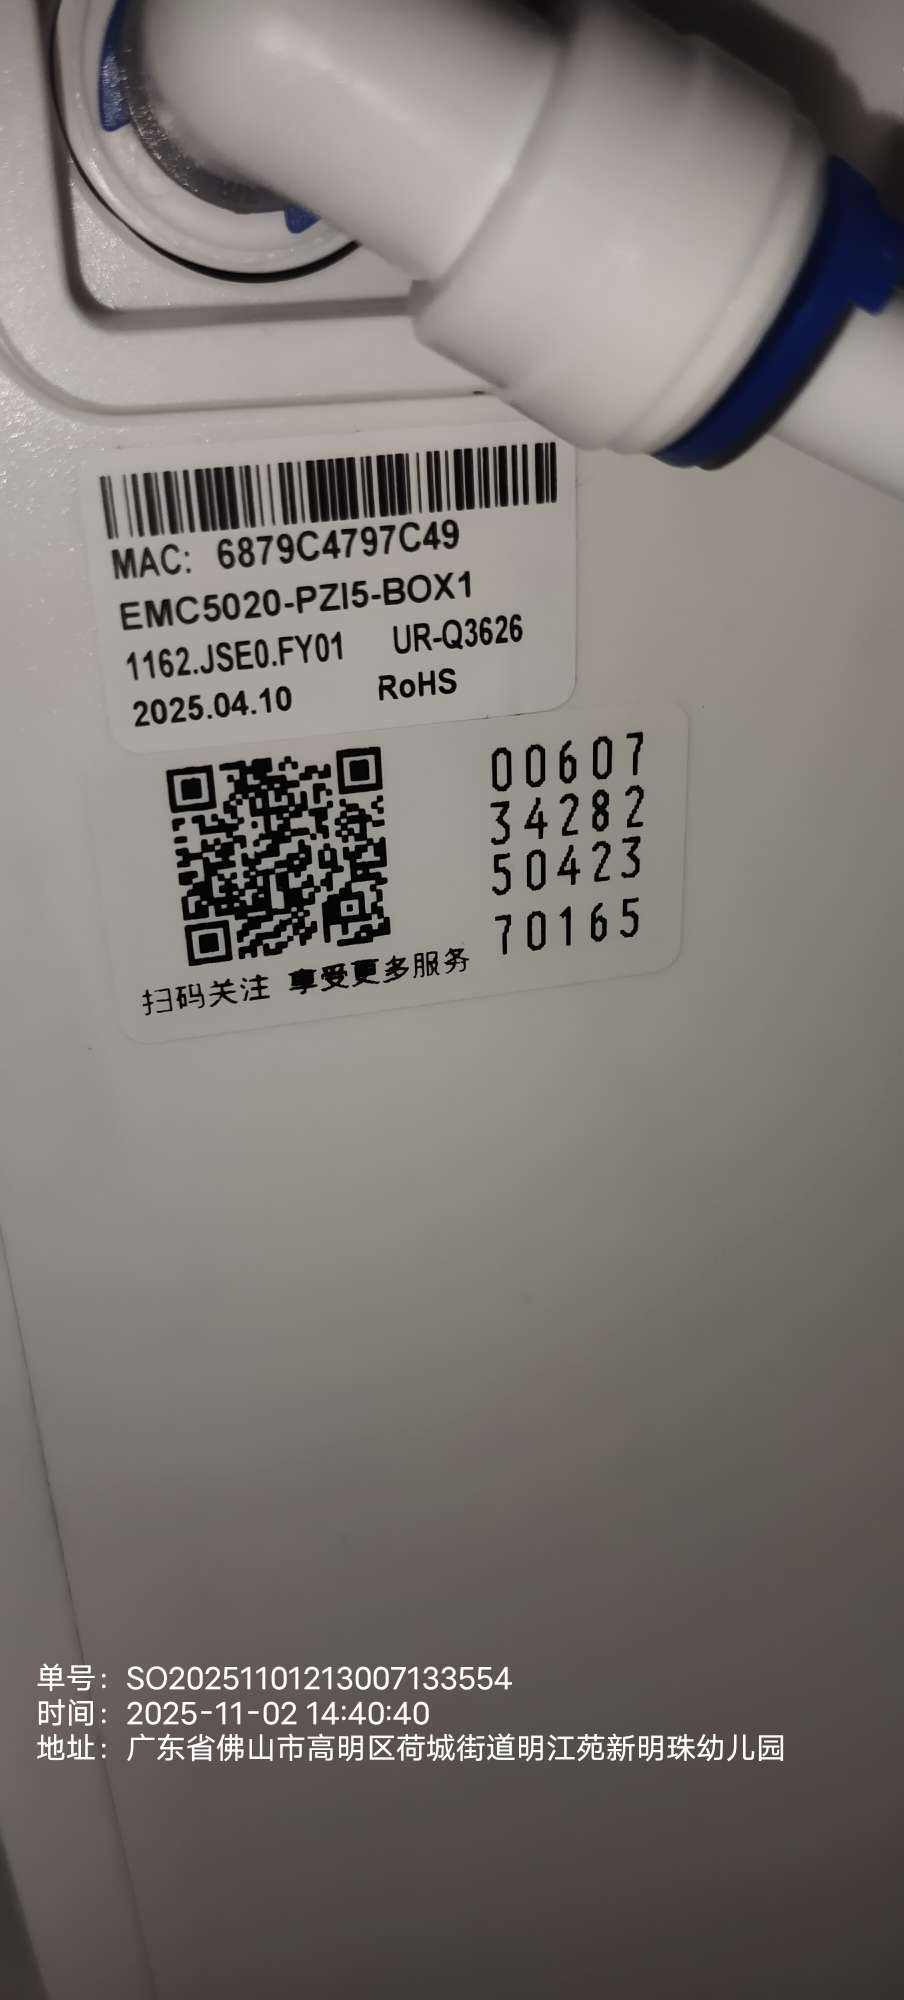 MAC: 6879C4797C49
EMC5020-PZI5-BOX1
1162.JSE0.FY01 UR-Q3626
2025.04.10 RoHS
00607
34282
50423
70165
扫码关注 享受更多服务
单号：SO20251101213007133554
时间：2025-11-02 14:40:40
地址：广东省佛山市高明区荷城街道明江苑新明珠幼儿园